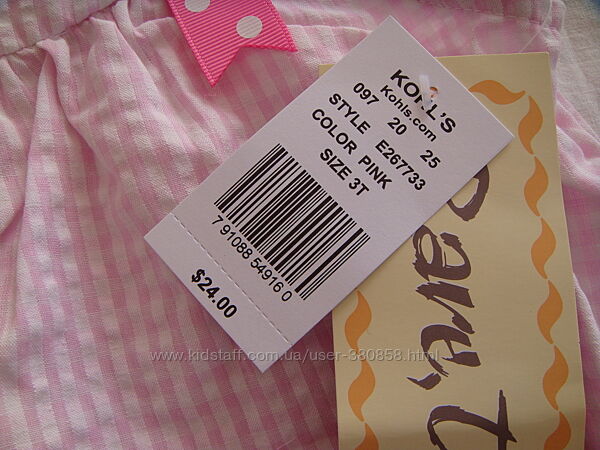 KOHL'S
Kohls.com
097 20 25
STYLE E267733
COLOR PINK
SIZE 3T
7 91088 54916 0
$24.00
www.kidstaff.com.ua/user-380858.html